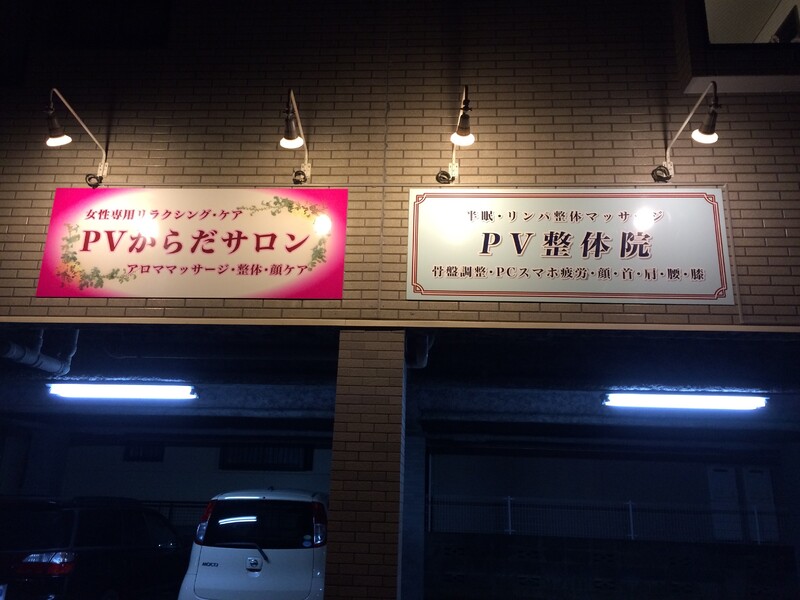 女性専用リラクシング・ケア
PVからだサロン
アロママッサージ・整体・顔ケア
半眠・リンパ整体マッサージ
PV整体院
骨盤調整・PCスマホ疲労・顔・首・肩・腰・膝
MOCO